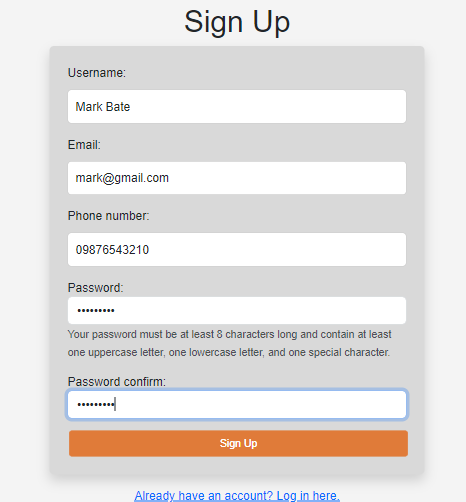 Sign Up
Username:
Mark Bate
Email:
mark@gmail.com
Phone number:
09876543210
Password:
•••••••••
Your password must be at least 8 characters long and contain at least
one uppercase letter, one lowercase letter, and one special character.
Password confirm:
•••••••••
Sign Up
Already have an account? Log in here.